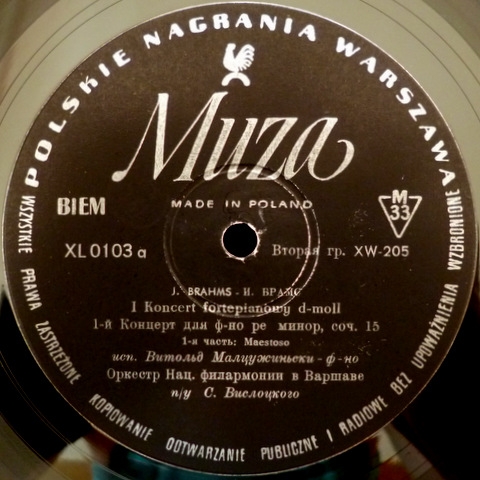 POLSKIE NAGRANIA WARSZAWA
Muza
BIEM
MADE IN POLAND
M
33
XL 0103 a
Вторая гр. XW-205
J. BRAHMS - И. БРАМС
I Koncert fortepianowy d-moll
1-й Концерт для ф-но ре минор, соч. 15
1-я часть: Maestoso
исп. Витольд Малцужиньски - ф-но
Оркестр Нац. филармонии в Варшаве
п/у С. Вислоцкого
WSZYSTKIE PRAWA ZASTRZEŻONE KOPIOWANIE ODTWARZANIE PUBLICZNE I RADIOWE BEZ UPOWAŻNIENIA WZBRONIONE